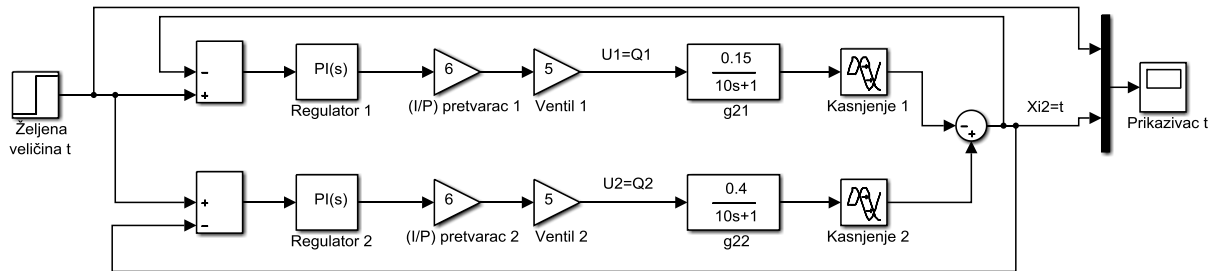 Željena
veličina t
−
+
PI(s)
Regulator 1
6
(I/P) pretvarac 1
5
Ventil 1
U1=Q1
0.15
10s+1
g21
Kasnjenje 1
−
+
Xi2=t
Prikazivac t
+
−
PI(s)
Regulator 2
6
(I/P) pretvarac 2
5
Ventil 2
U2=Q2
0.4
10s+1
g22
Kasnjenje 2